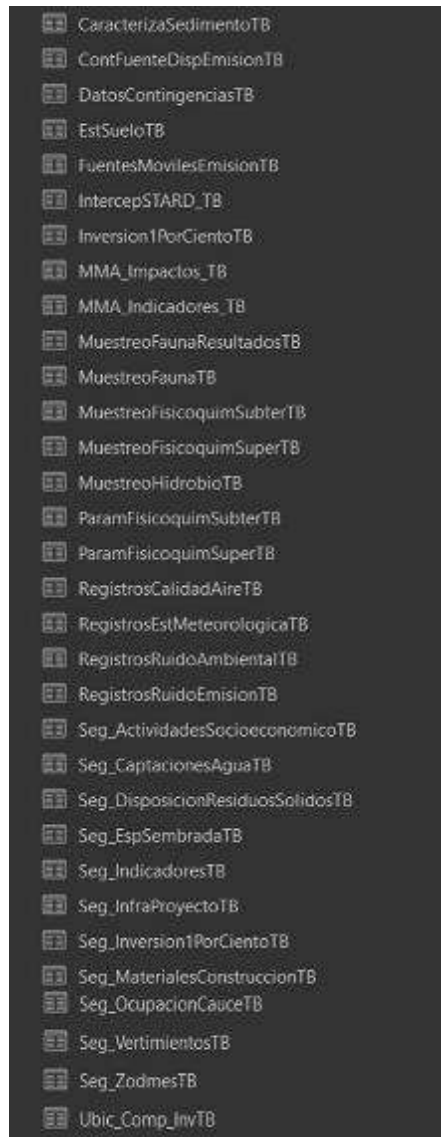 CaracterizaSedimentoTB
ContFuenteDispEmisionTB
DatosContingenciasTB
EstSueloTB
FuentesMovilesEmisionTB
IntercepSTARD_TB
Inversion1PorCientoTB
MMA_Impactos_TB
MMA_Indicadores_TB
MuestreoFaunaResultadosTB
MuestreoFaunaTB
MuestreoFisicoquimSubterTB
MuestreoFisicoquimSuperTB
MuestreoHidrobioTB
ParamFisicoquimSubterTB
ParamFisicoquimSuperTB
RegistrosCalidadAireTB
RegistrosEstMeteorologicaTB
RegistrosRuidoAmbientalTB
RegistrosRuidoEmisionTB
Seg_ActividadesSocioeconomicoTB
Seg_CaptacionesAguaTB
Seg_DisposicionResiduosSolidosTB
Seg_EspSembradaTB
Seg_IndicadoresTB
Seg_InfraProyectoTB
Seg_Inversion1PorCientoTB
Seg_MaterialesConstruccionTB
Seg_OcupacionCauceTB
Seg_VertimientosTB
Seg_ZodmesTB
Ubic_Comp_InvTB